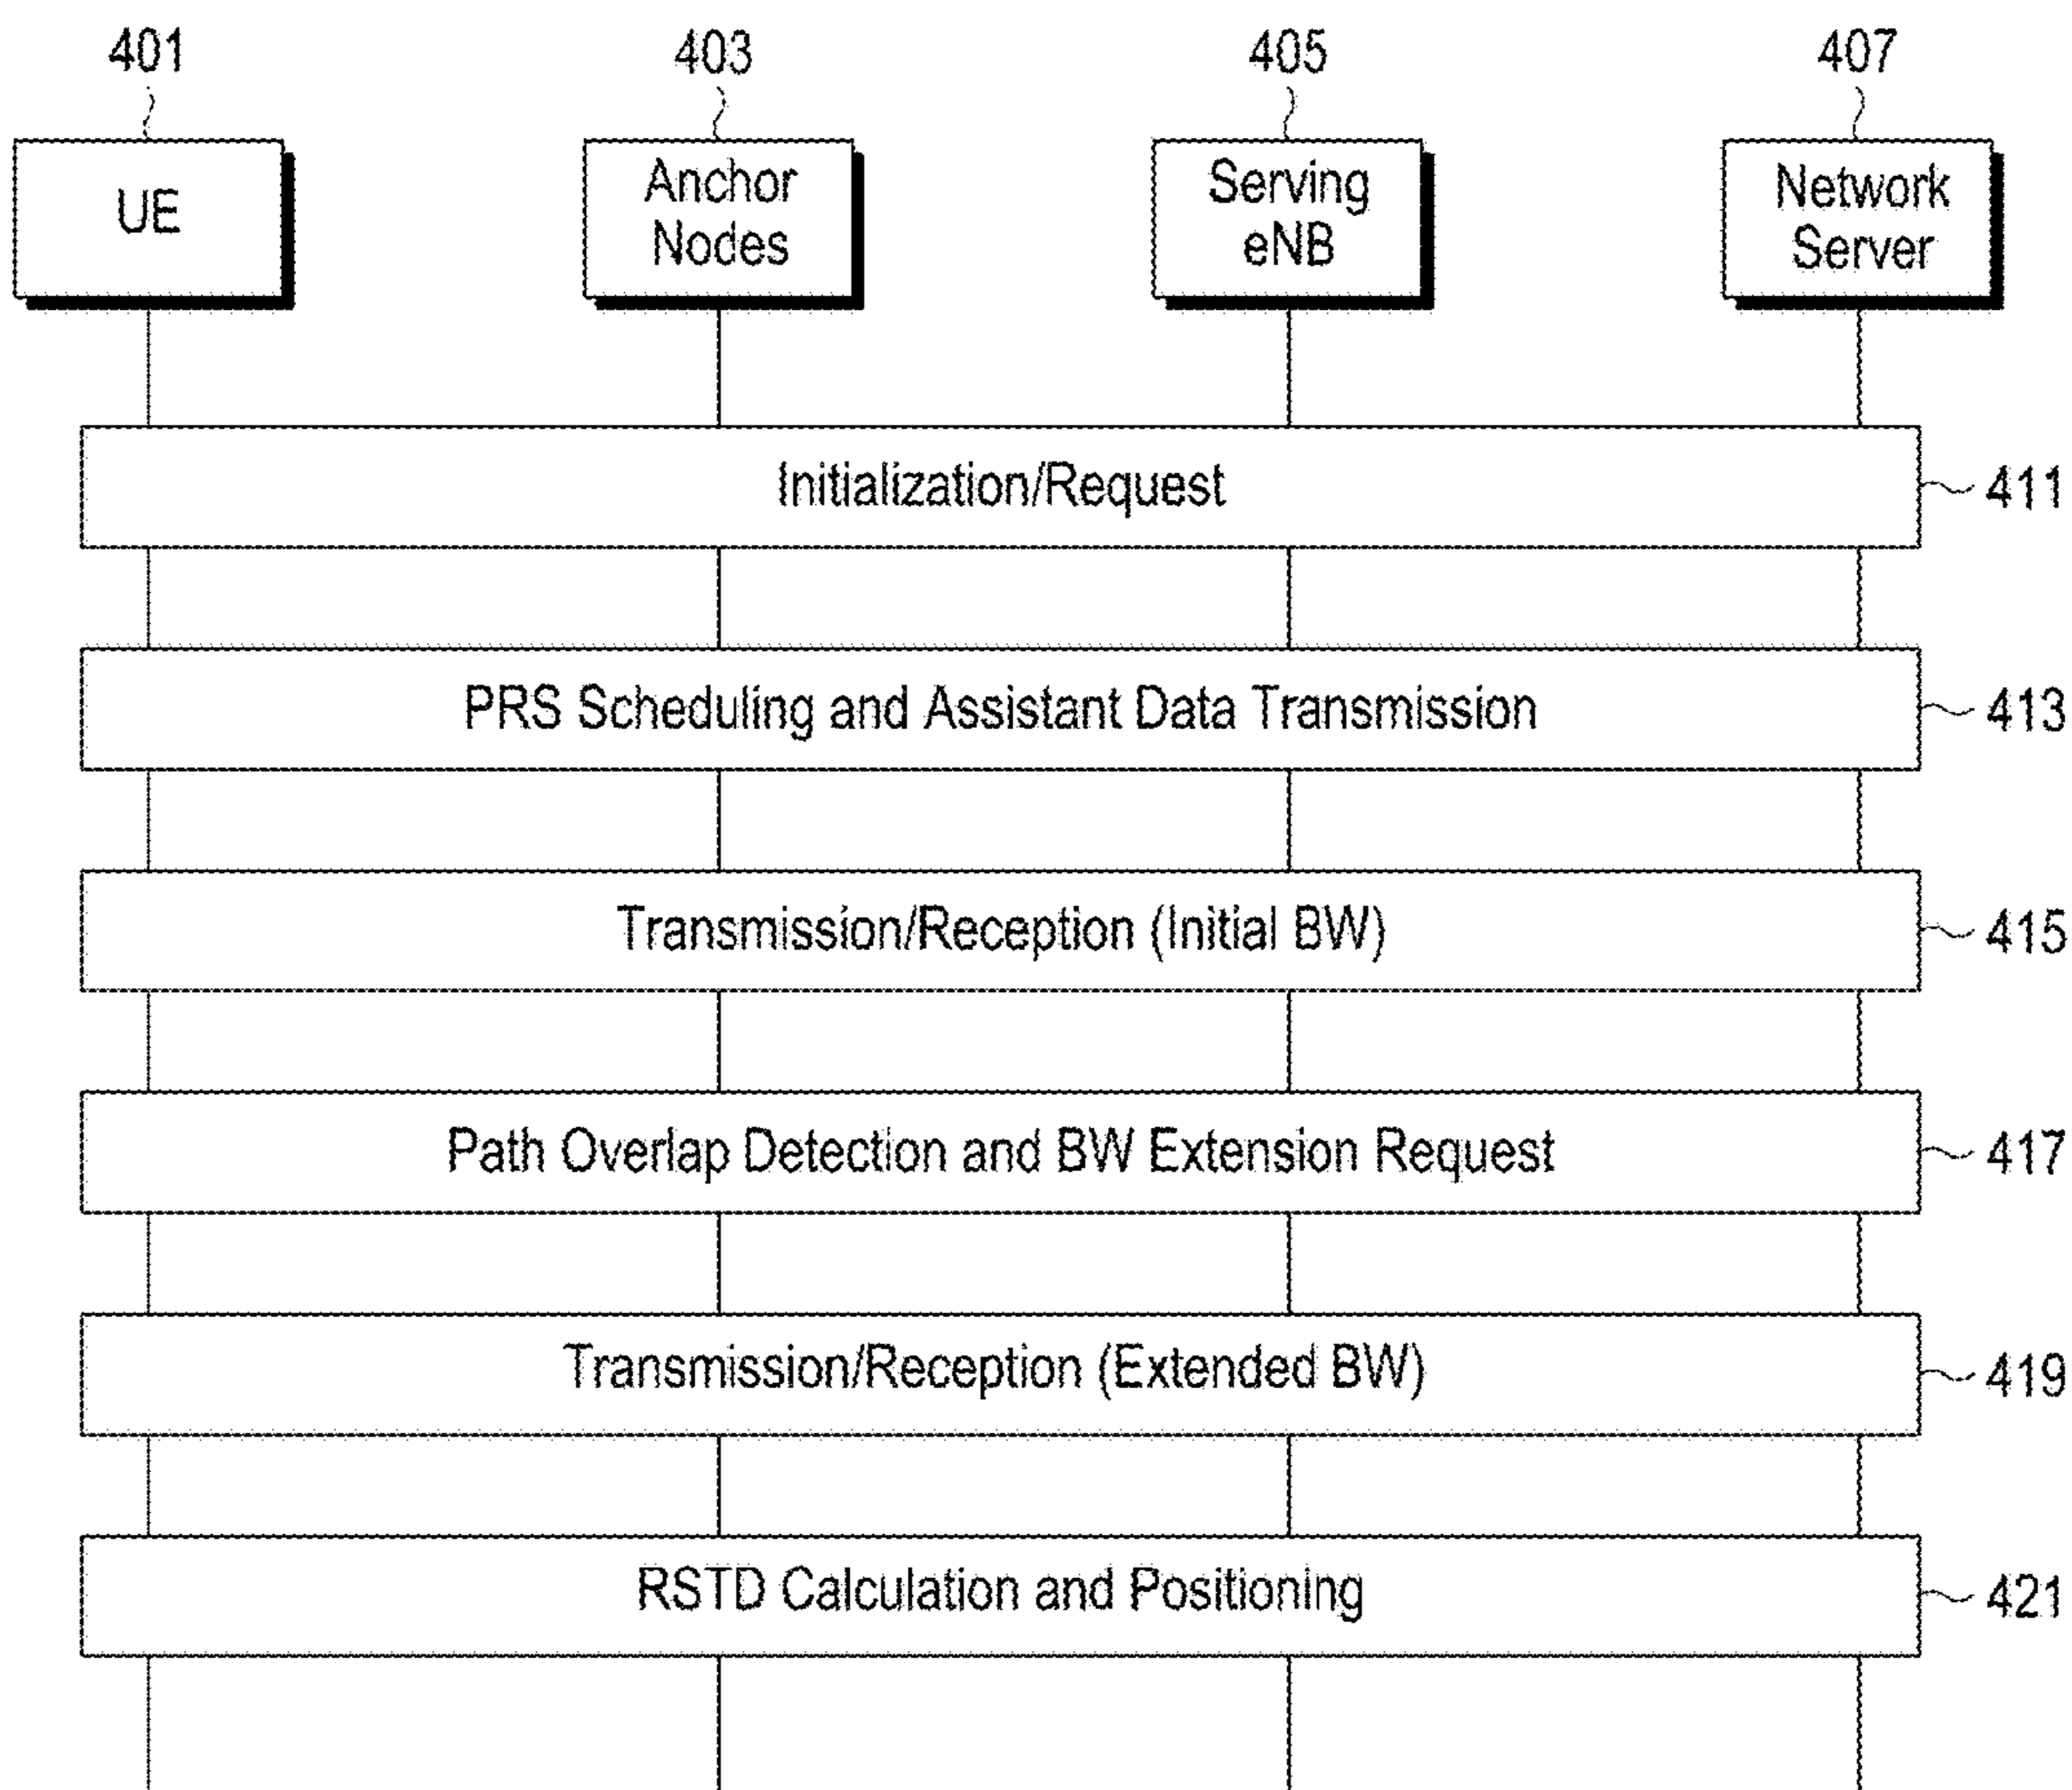 401 403 405 407
UE
Anchor
Nodes
Serving
eNB
Network
Server
Initialization/Request
411
PRS Scheduling and Assistant Data Transmission
413
Transmission/Reception (Initial BW)
415
Path Overlap Detection and BW Extension Request
417
Transmission/Reception (Extended BW)
419
RSTD Calculation and Positioning
421